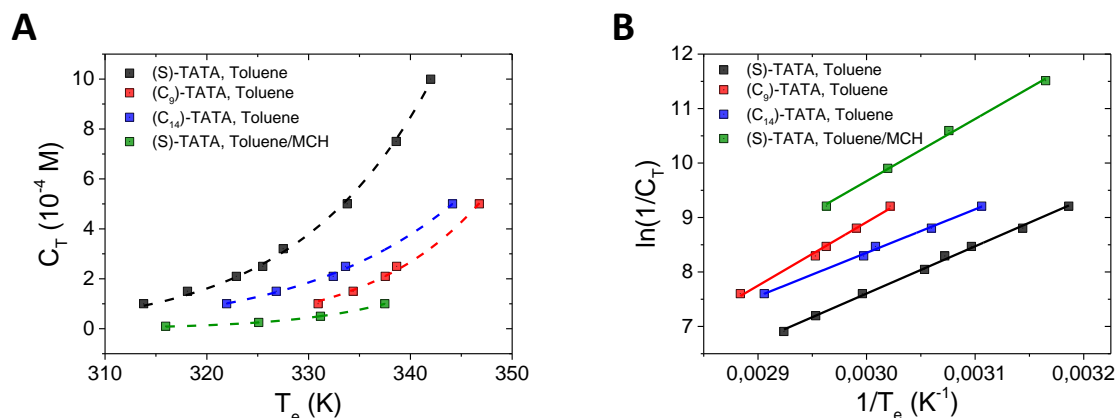 A
(S)-TATA, Toluene
(C₉)-TATA, Toluene
(C₁₄)-TATA, Toluene
(S)-TATA, Toluene/MCH
10
8
6
4
2
0
C_T (10⁻⁴ M)
310 320 330 340 350
T_e (K)
B
(S)-TATA, Toluene
(C₉)-TATA, Toluene
(C₁₄)-TATA, Toluene
(S)-TATA, Toluene/MCH
12
11
10
9
8
7
ln(1/C_T)
0,0029 0,0030 0,0031 0,0032
1/T_e (K⁻¹)